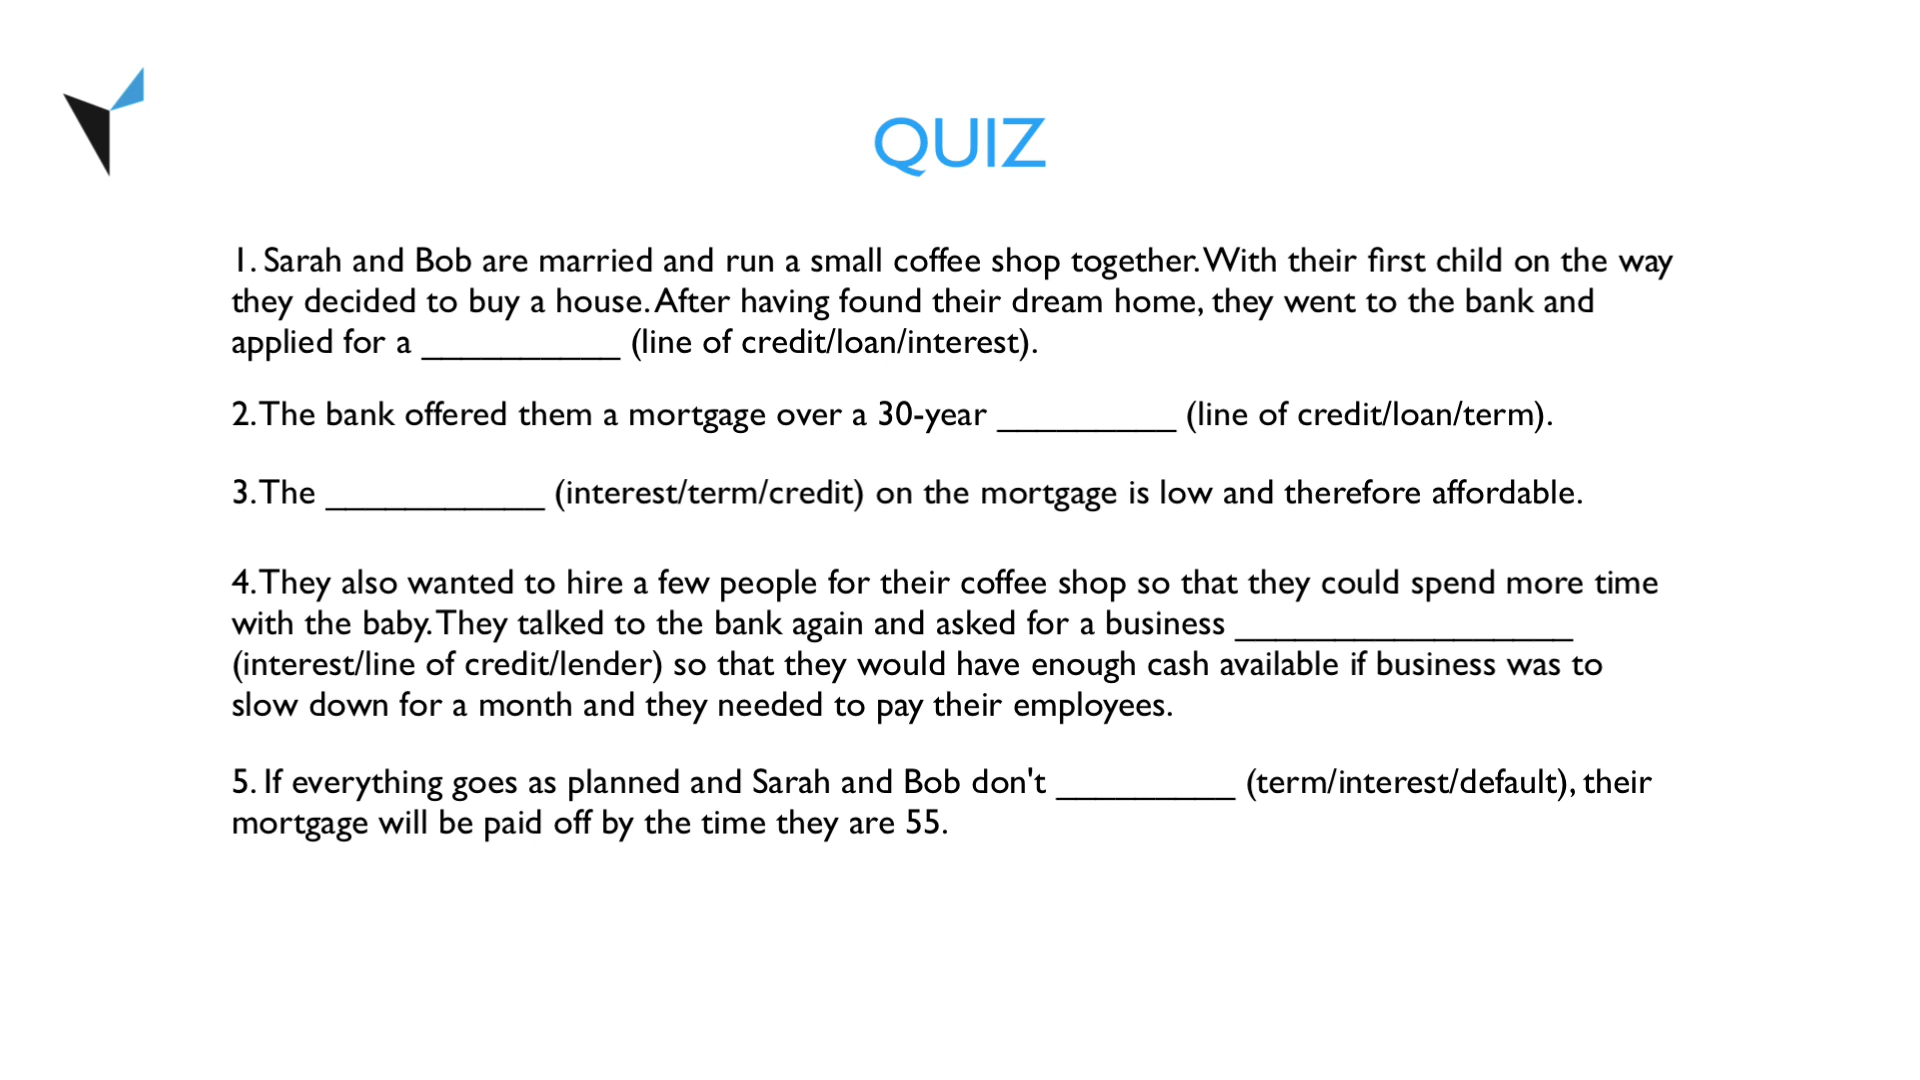 QUIZ
1. Sarah and Bob are married and run a small coffee shop together. With their first child on the way
they decided to buy a house. After having found their dream home, they went to the bank and
applied for a __________ (line of credit/loan/interest).
2. The bank offered them a mortgage over a 30-year _________ (line of credit/loan/term).
3. The ___________ (interest/term/credit) on the mortgage is low and therefore affordable.
4. They also wanted to hire a few people for their coffee shop so that they could spend more time
with the baby. They talked to the bank again and asked for a business _________________
(interest/line of credit/lender) so that they would have enough cash available if business was to
slow down for a month and they needed to pay their employees.
5. If everything goes as planned and Sarah and Bob don't _________ (term/interest/default), their
mortgage will be paid off by the time they are 55.